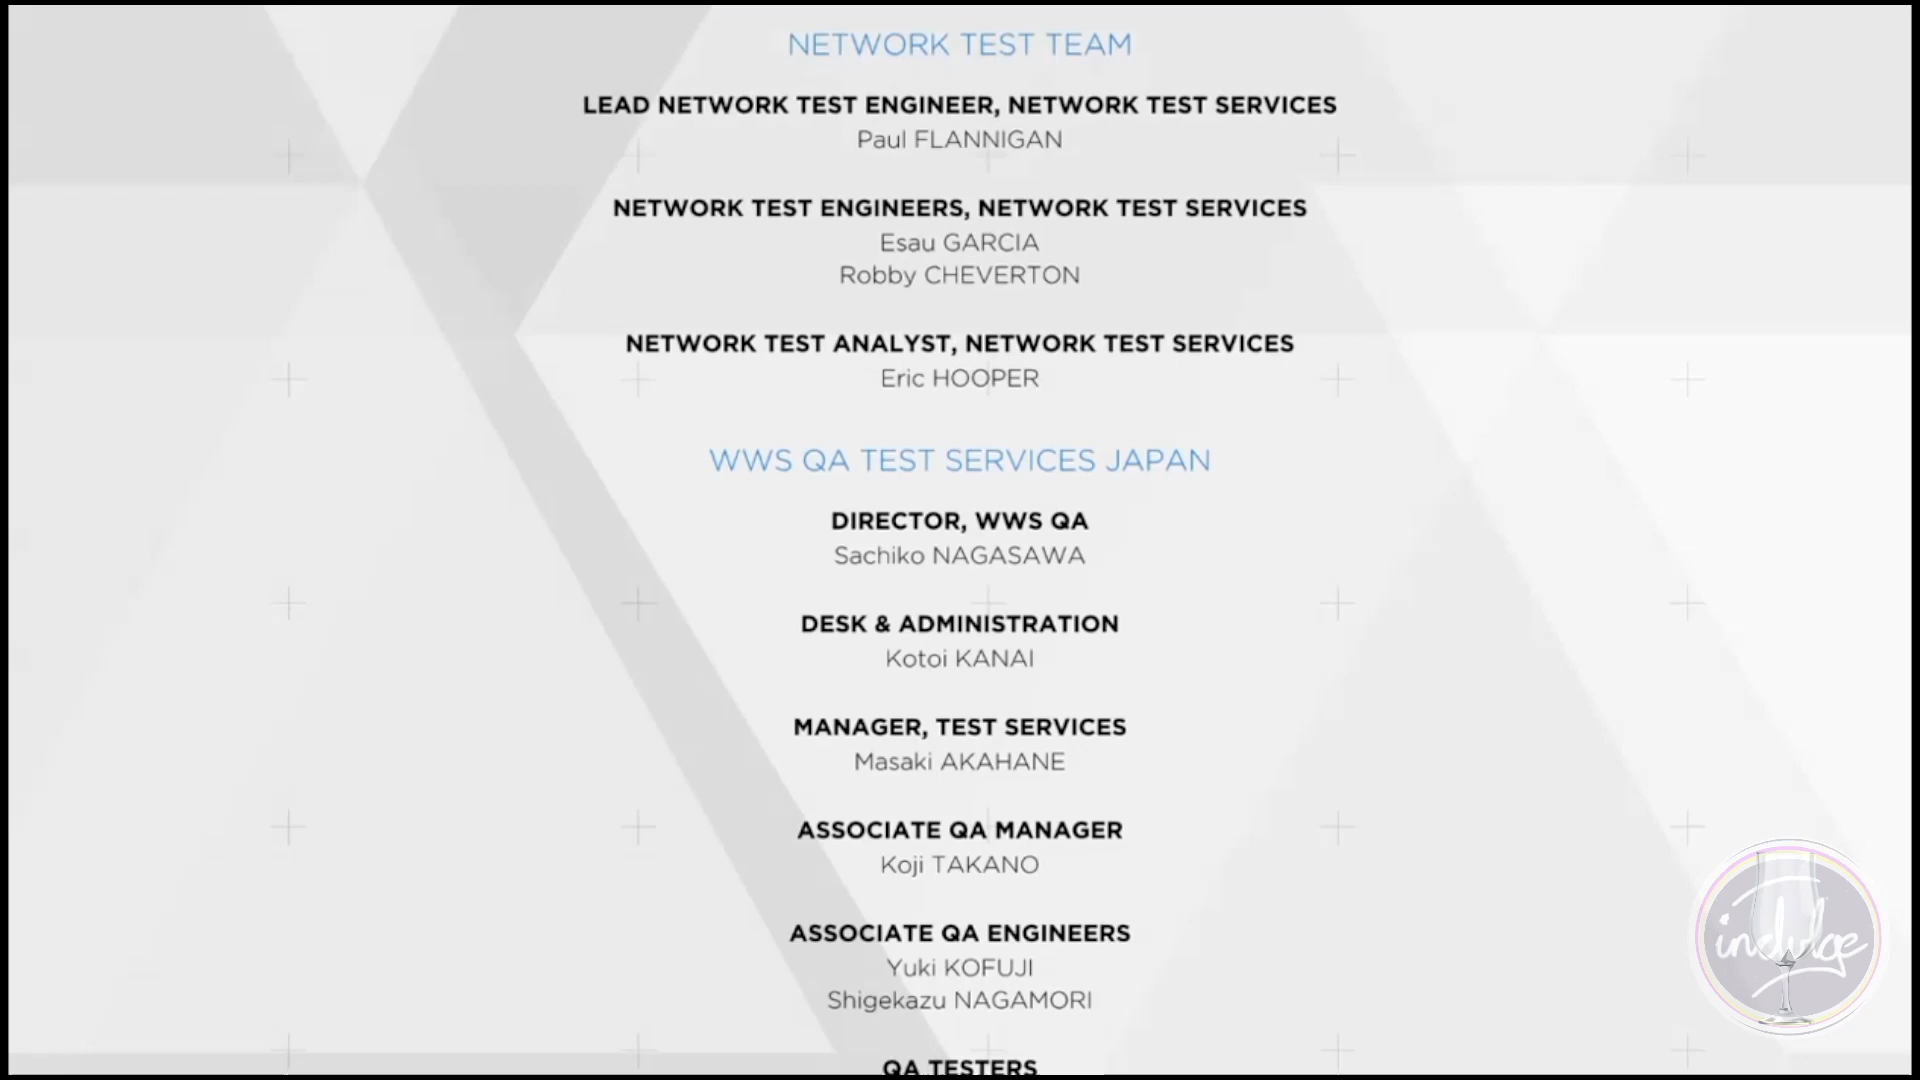 NETWORK TEST TEAM
LEAD NETWORK TEST ENGINEER, NETWORK TEST SERVICES
Paul FLANNIGAN
NETWORK TEST ENGINEERS, NETWORK TEST SERVICES
Esau GARCIA
Robby CHEVERTON
NETWORK TEST ANALYST, NETWORK TEST SERVICES
Eric HOOPER
WWS QA TEST SERVICES JAPAN
DIRECTOR, WWS QA
Sachiko NAGASAWA
DESK & ADMINISTRATION
Kotoi KANAI
MANAGER, TEST SERVICES
Masaki AKAHANE
ASSOCIATE QA MANAGER
Koji TAKANO
ASSOCIATE QA ENGINEERS
Yuki KOFUJI
Shigekazu NAGAMORI
QA TESTERS
indulge